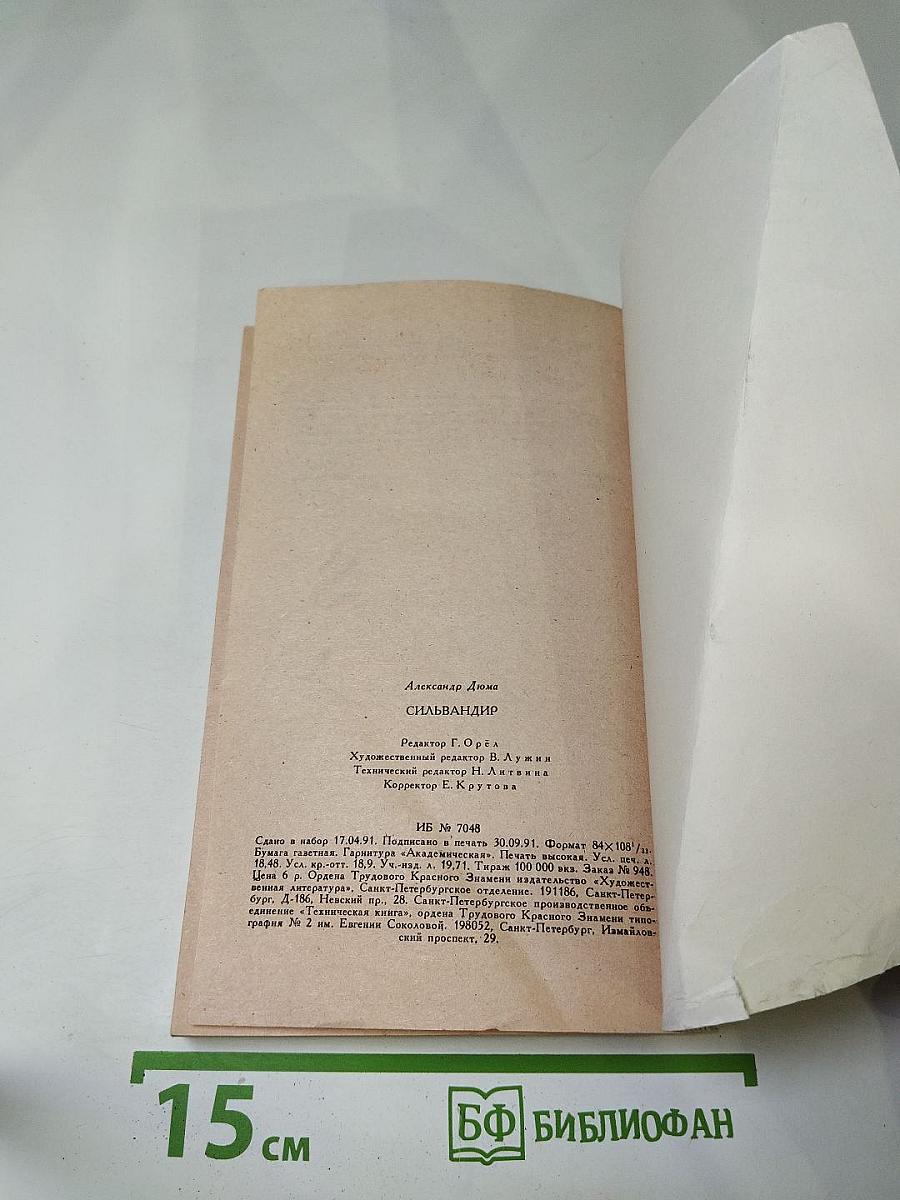 Александр Дюма
СИЛЬВАНДИР
Редактор Г. Орёл
Художественный редактор В. Лужин
Технический редактор Н. Литвина
Корректор Е. Крутова
ИБ № 7048
Сдано в набор 17.04.91. Подписано в печать 30.09.91. Формат 84×108¹/₃₂.
Бумага газетная. Гарнитура «Академическая». Печать высокая. Усл. печ. л.
18,48. Усл. кр.-отт. 18,9. Уч.-изд. л. 19,71. Тираж 100 000 экз. Заказ № 948.
Цена 6 р. Ордена Трудового Красного Знамени издательство «Художест-
венная литература». Санкт-Петербургское отделение. 191186, Санкт-Петер-
бург, Д-186, Невский пр., 28. Санкт-Петербургское производственное объ-
единение «Техническая книга», ордена Трудового Красного Знамени типо-
графия № 2 им. Евгении Соколовой. 198052, Санкт-Петербург, Измайлов-
ский проспект, 29.
15 см
БФ БИБЛИОФАН